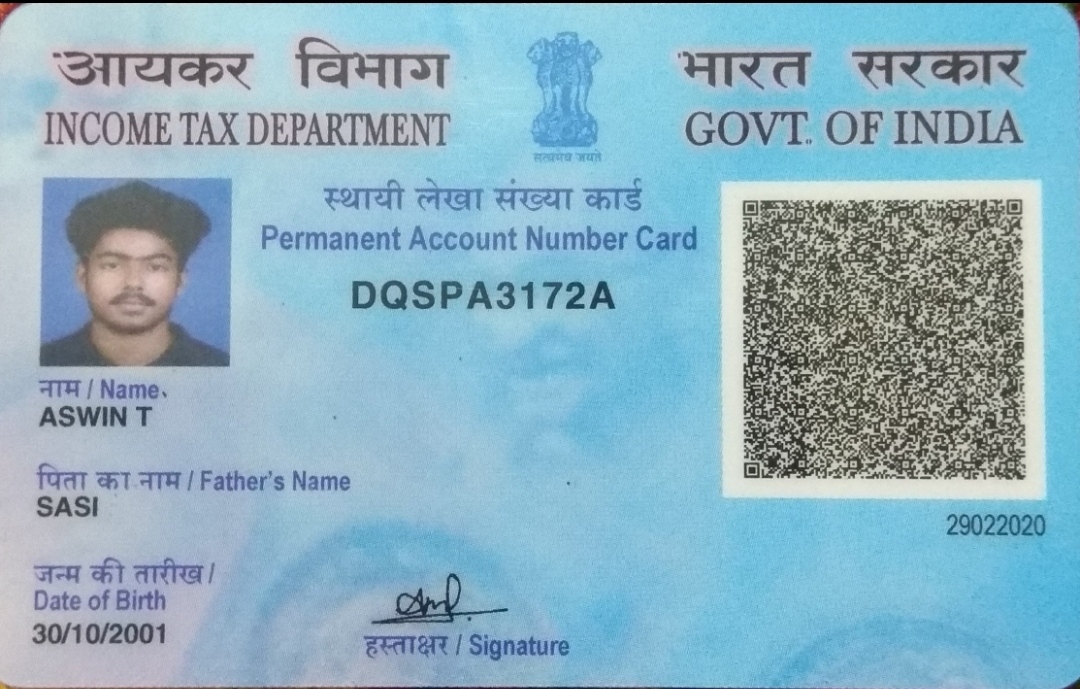 आयकर विभाग
INCOME TAX DEPARTMENT
सत्यमेव जयते
भारत सरकार
GOVT. OF INDIA
स्थायी लेखा संख्या कार्ड
Permanent Account Number Card
DQSPA3172A
नाम / Name
ASWIN T
पिता का नाम / Father's Name
SASI
29022020
जन्म की तारीख /
Date of Birth
30/10/2001
हस्ताक्षर / Signature